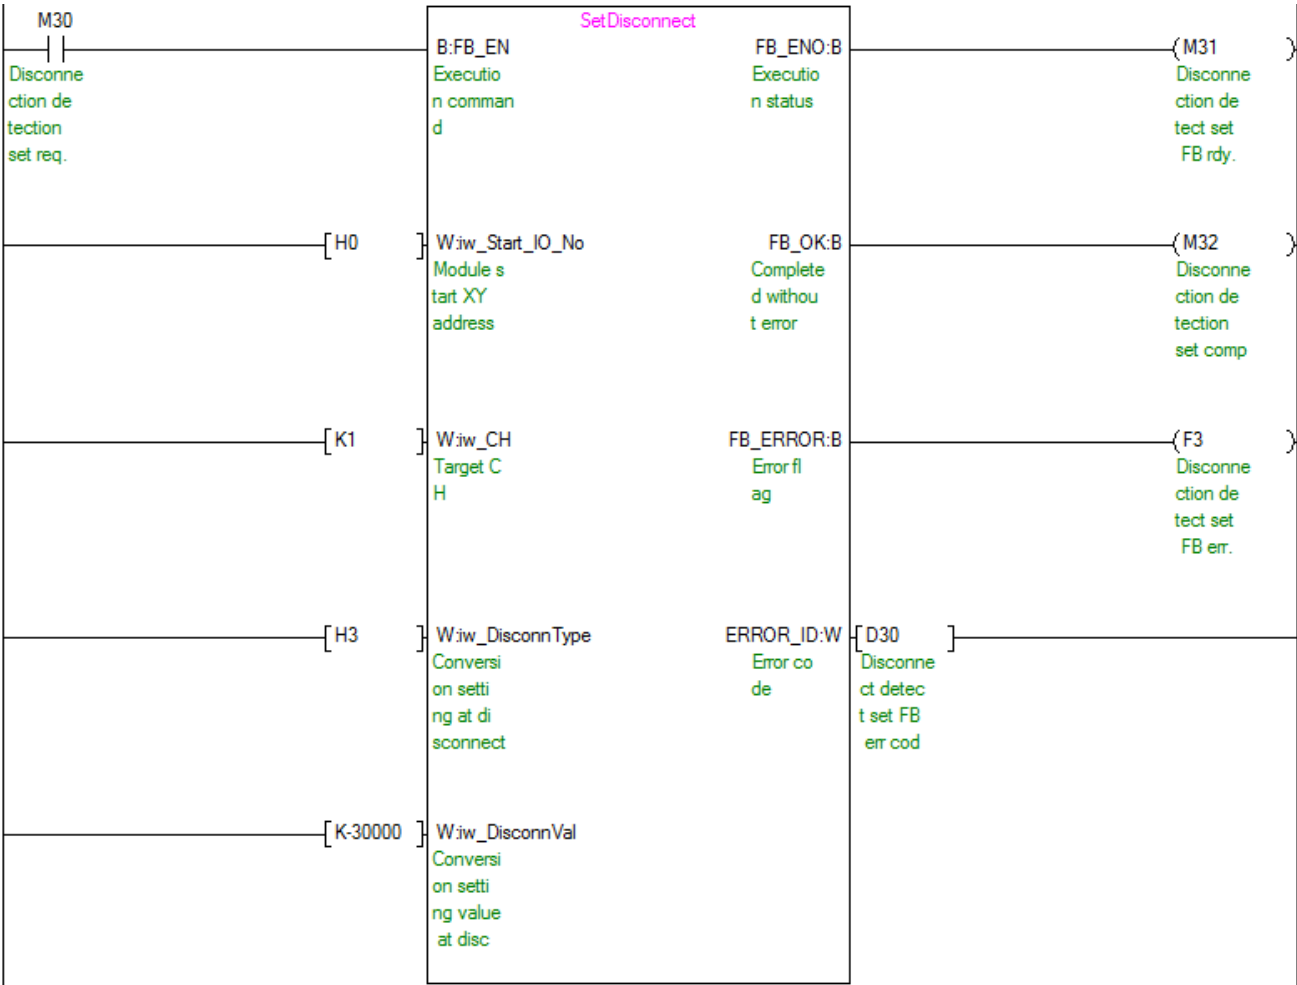 M30
SetDisconnect
B:FB_EN
FB_ENO:B
M31
Disconne
ction de
tection
set req.
Executio
n comman
d
Executio
n status
Disconne
ction de
tect set
FB rdy.
H0
W:iw_Start_IO_No
FB_OK:B
M32
Module s
tart XY
address
Complete
d withou
t error
Disconne
ction de
tection
set comp
K1
W:iw_CH
FB_ERROR:B
F3
Target C
H
Error fl
ag
Disconne
ction de
tect set
FB err.
H3
W:iw_DisconnType
ERROR_ID:W
D30
Conversi
on setti
ng at di
sconnect
Error co
de
Disconne
ct detec
t set FB
err cod
K-30000
W:iw_DisconnVal
Conversi
on setti
ng value
at disc